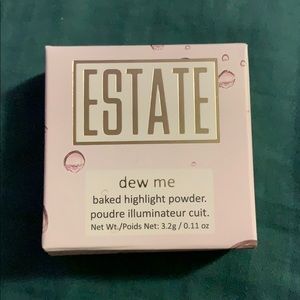 ESTATE
dew me
baked highlight powder.
poudre illuminateur cuit.
Net Wt./Poids Net: 3.2g / 0.11 oz